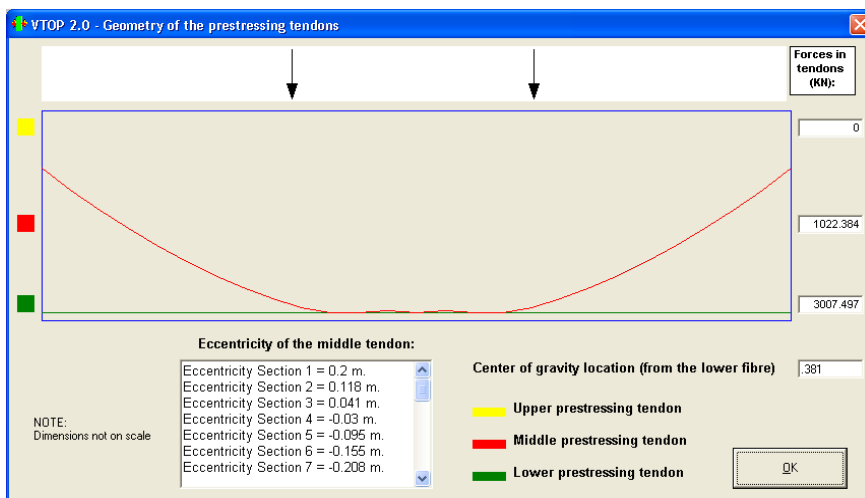 VTOP 2.0 - Geometry of the prestressing tendons
Forces in
tendons
(KN):
0
1022.384
3007.497
Eccentricity of the middle tendon:
Eccentricity Section 1 = 0.2 m.
Eccentricity Section 2 = 0.118 m.
Eccentricity Section 3 = 0.041 m.
Eccentricity Section 4 = -0.03 m.
Eccentricity Section 5 = -0.095 m.
Eccentricity Section 6 = -0.155 m.
Eccentricity Section 7 = -0.208 m.
NOTE:
Dimensions not on scale
Center of gravity location (from the lower fibre)
.381
Upper prestressing tendon
Middle prestressing tendon
Lower prestressing tendon
OK